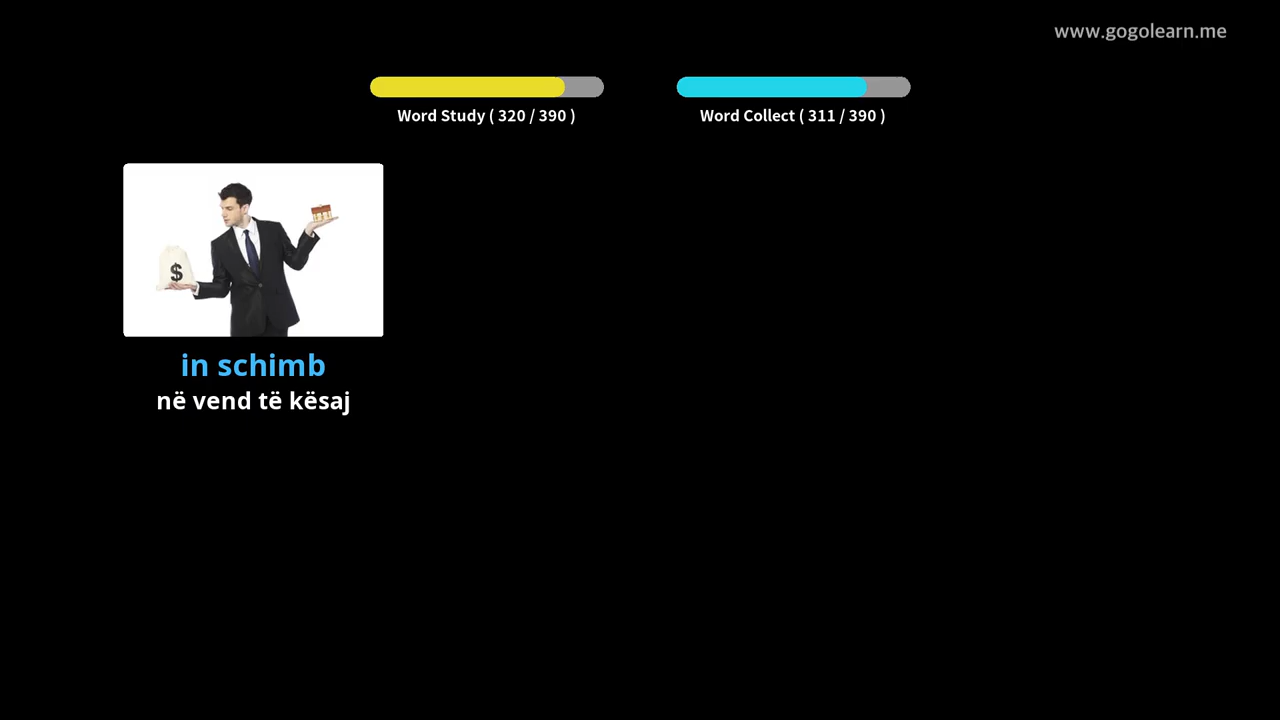 www.gogolearn.me
Word Study ( 320 / 390 )
Word Collect ( 311 / 390 )
$
in schimb
në vend të kësaj